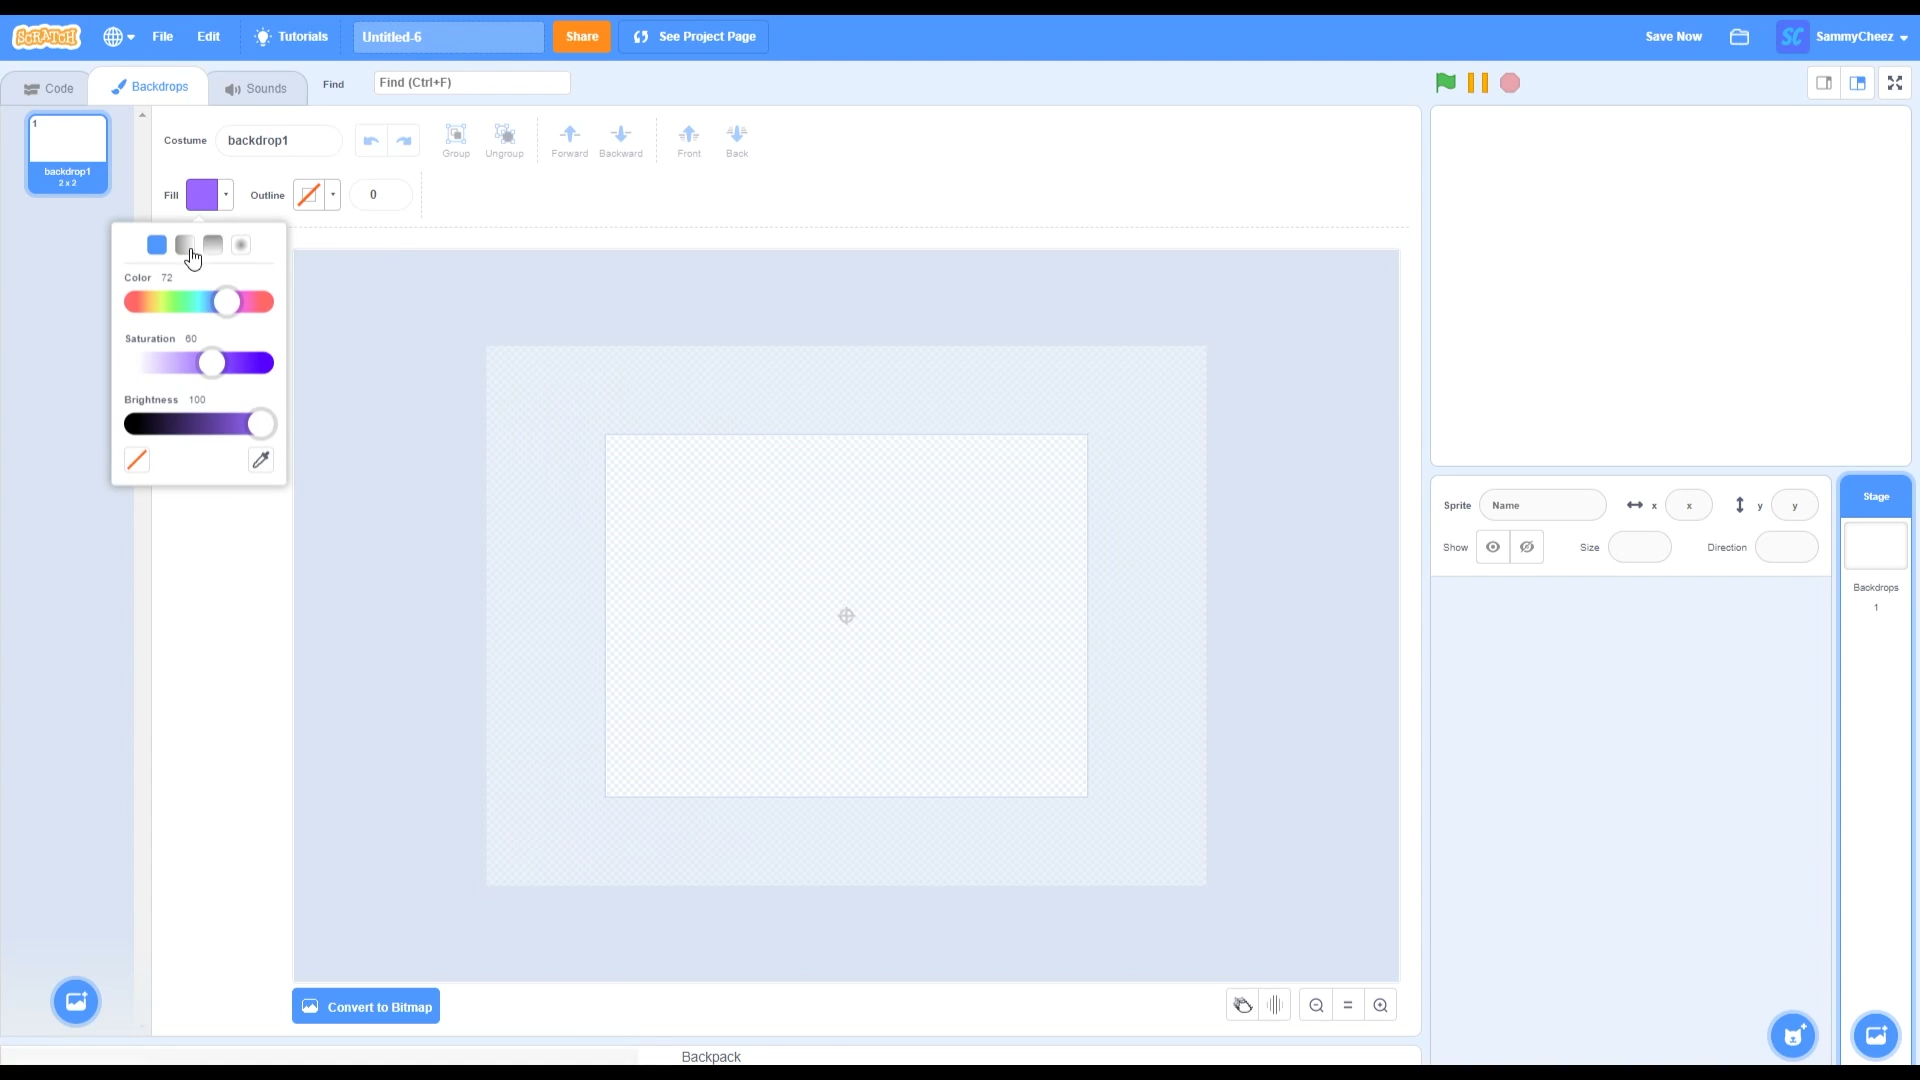 SCRATCH File Edit Tutorials Untitled-6 Share See Project Page Save Now SC SammyCheez
Code Backdrops Sounds Find Find (Ctrl+F)
1
backdrop1
2 x 2
Costume backdrop1 Group Ungroup Forward Backward Front Back
Fill Outline 0
Color 72
Saturation 60
Brightness 100
Convert to Bitmap
Backpack
Sprite Name x x y y
Show Size Direction
Stage
Backdrops
1